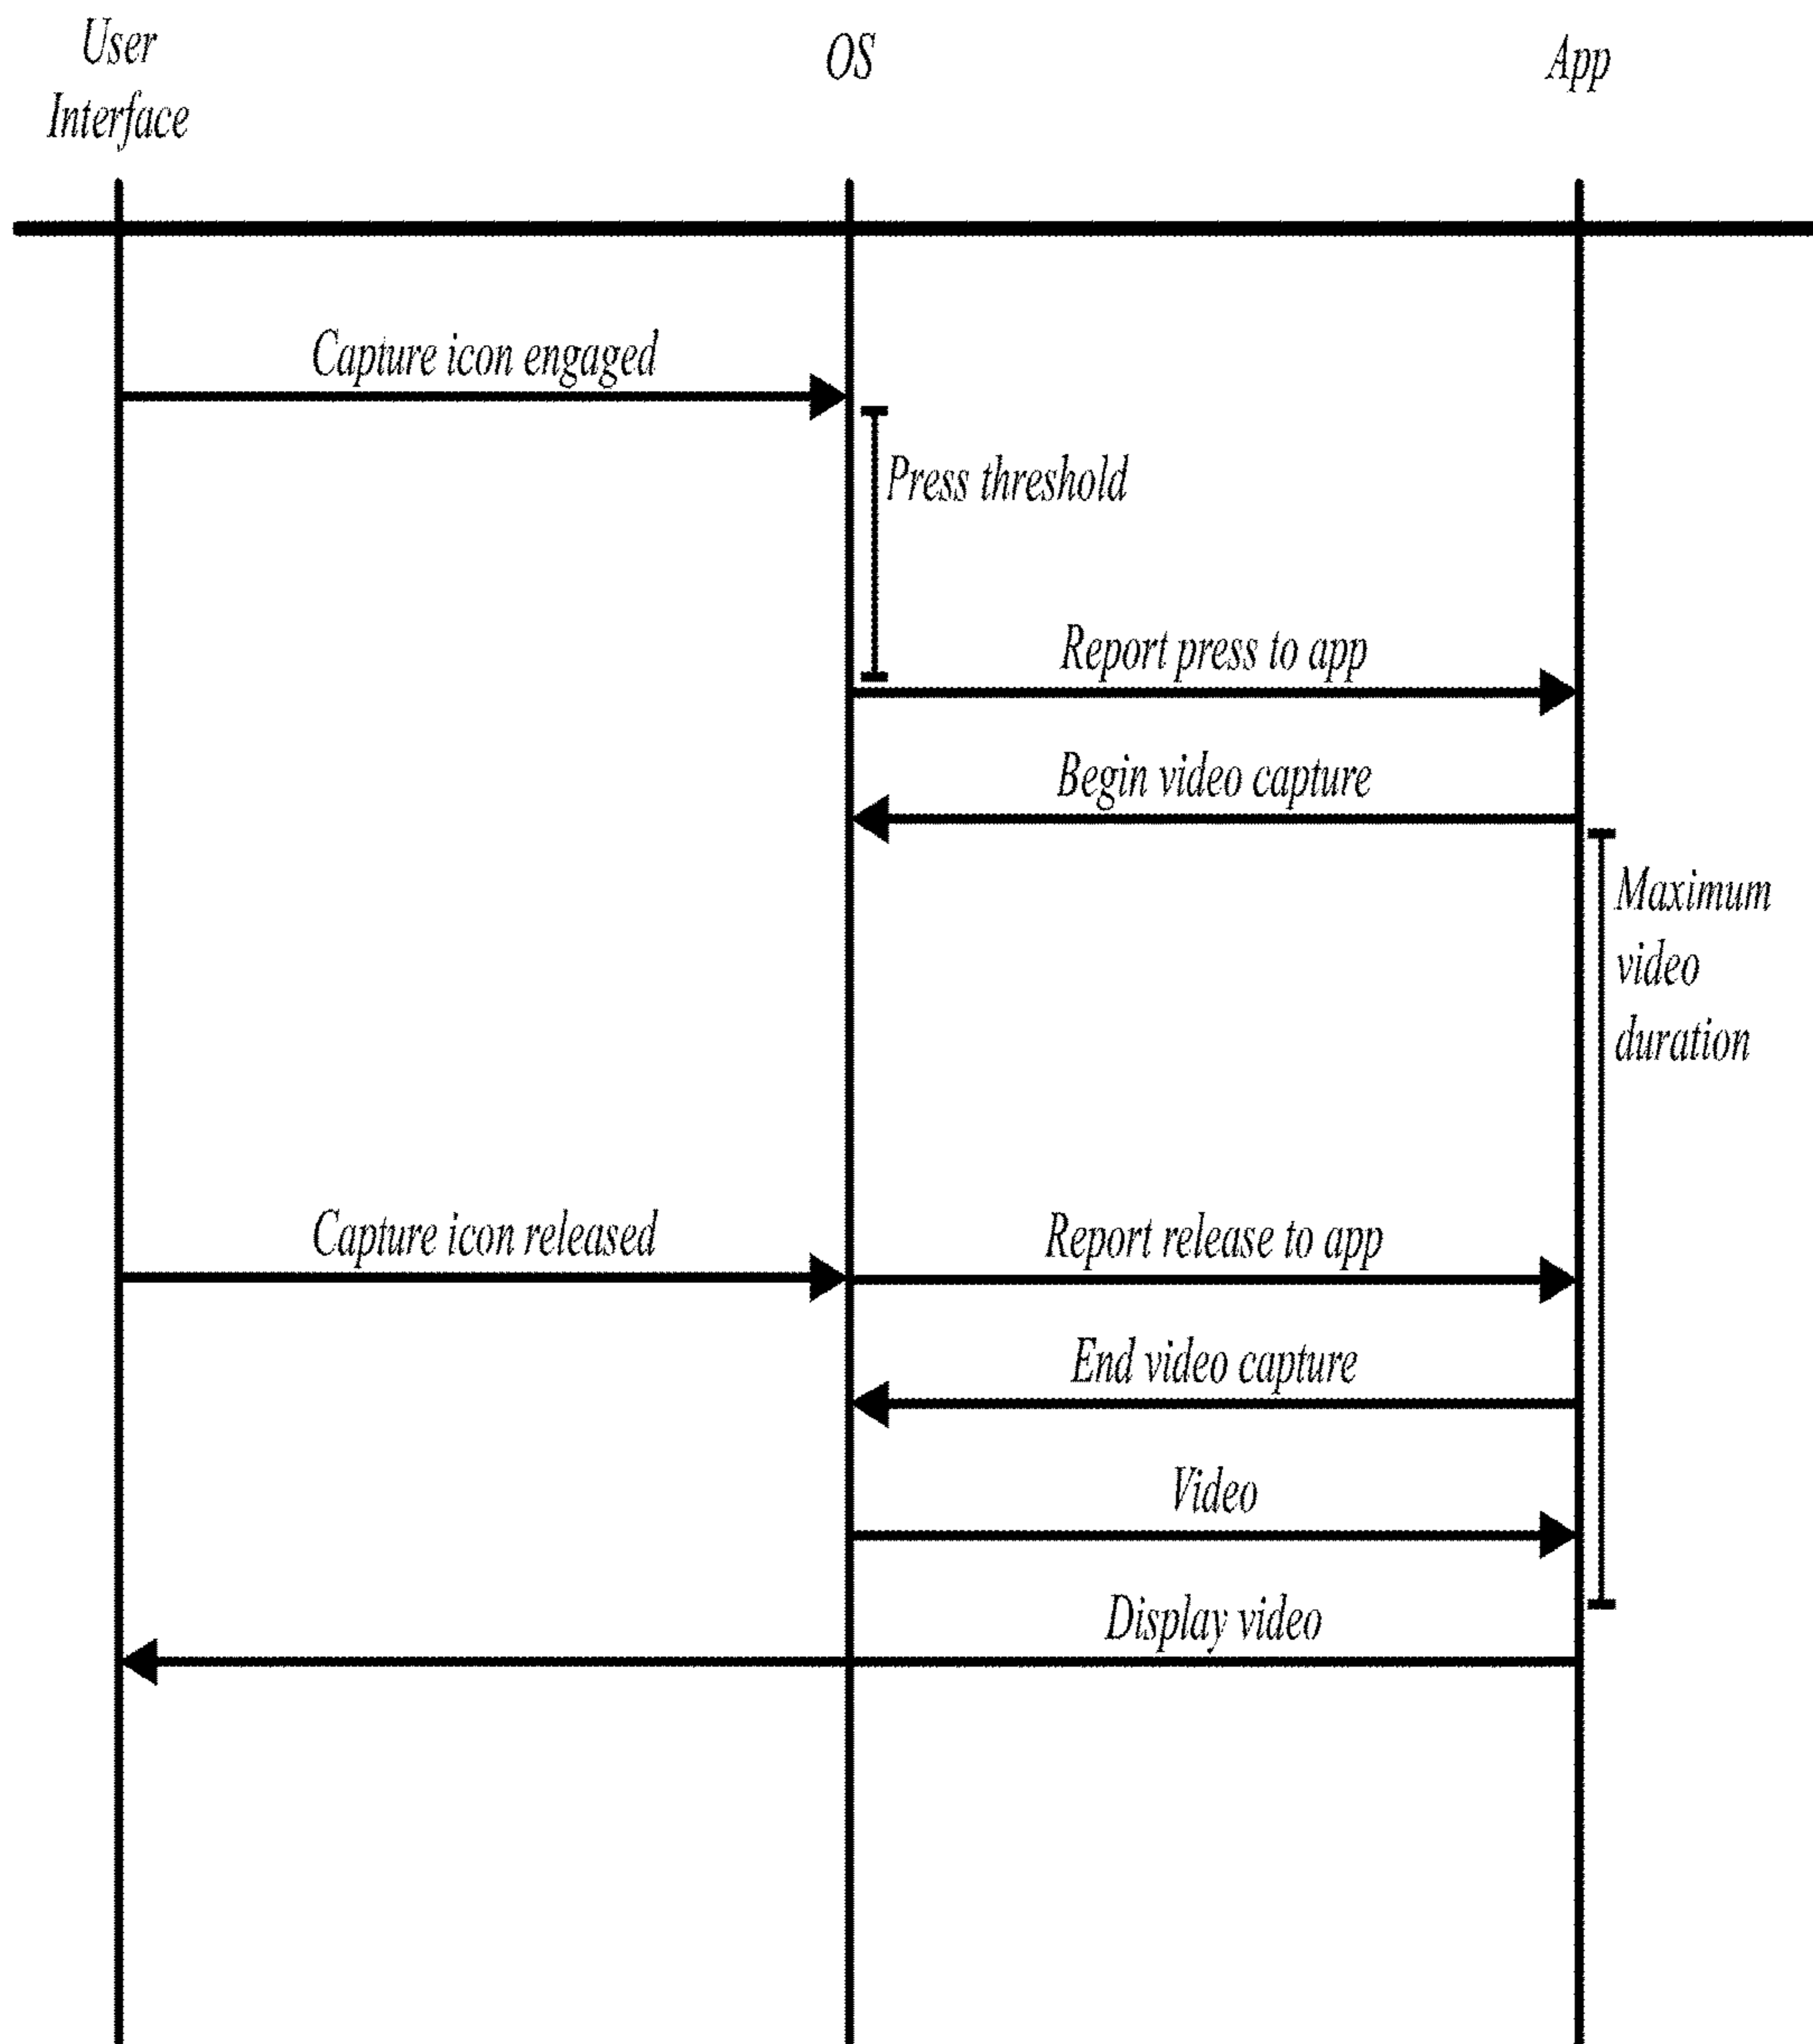 User
Interface
OS
App
Capture icon engaged
Press threshold
Report press to app
Begin video capture
Maximum
video
duration
Capture icon released
Report release to app
End video capture
Video
Display video